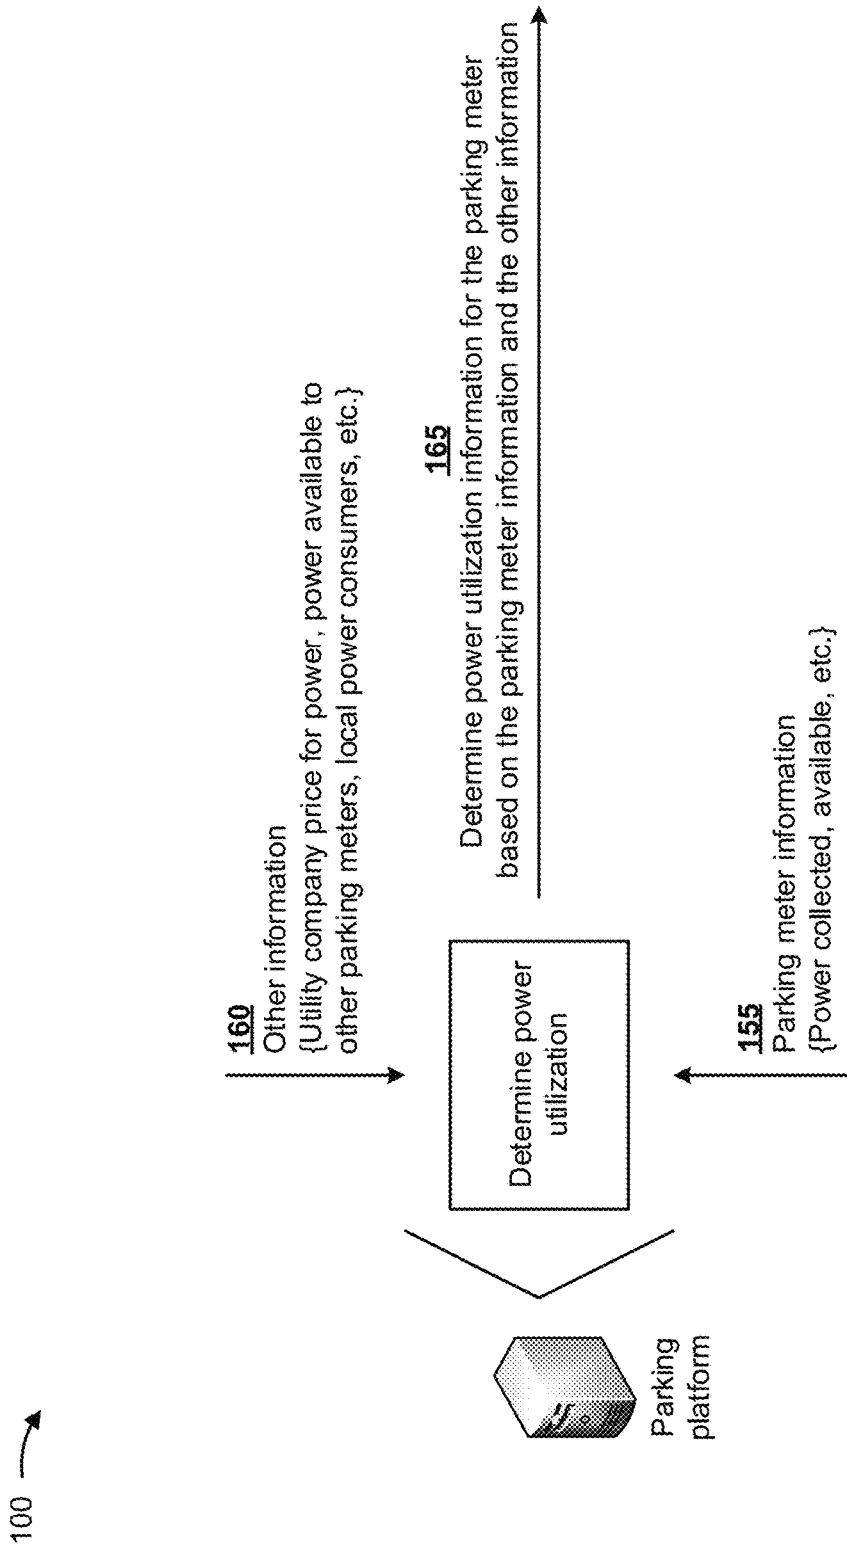 100
160
Other information
{Utility company price for power, power available to
other parking meters, local power consumers, etc.}
165
Determine power utilization information for the parking meter
based on the parking meter information and the other information
Determine power
utilization
Parking
platform
155
Parking meter information
{Power collected, available, etc.}